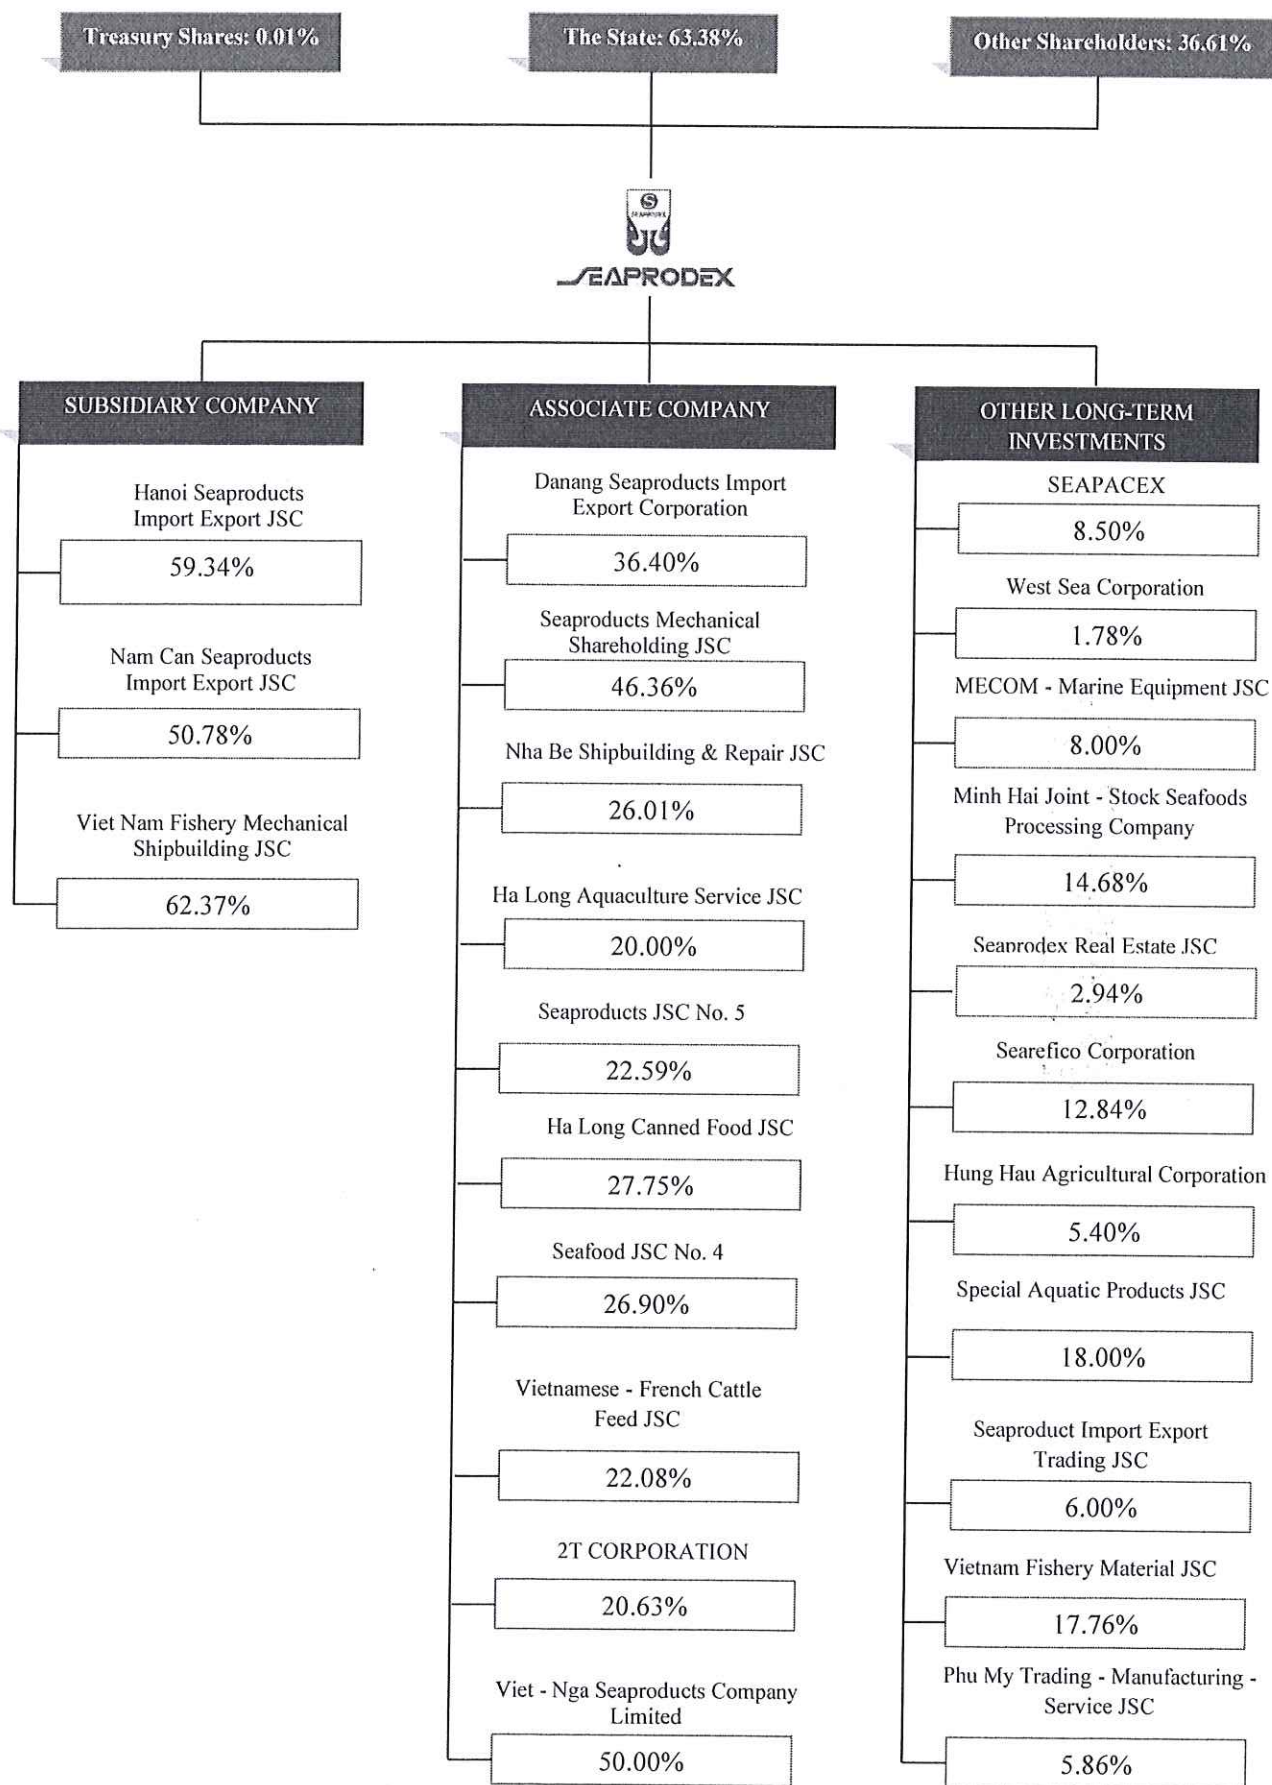 Treasury Shares: 0.01%
The State: 63.38%
Other Shareholders: 36.61%
S
SEAPRODEX
SEAPRODEX
SUBSIDIARY COMPANY
Hanoi Seaproducts
Import Export JSC
59.34%
Nam Can Seaproducts
Import Export JSC
50.78%
Viet Nam Fishery Mechanical
Shipbuilding JSC
62.37%
ASSOCIATE COMPANY
Danang Seaproducts Import
Export Corporation
36.40%
Seaproducts Mechanical
Shareholding JSC
46.36%
Nha Be Shipbuilding & Repair JSC
26.01%
Ha Long Aquaculture Service JSC
20.00%
Seaproducts JSC No. 5
22.59%
Ha Long Canned Food JSC
27.75%
Seafood JSC No. 4
26.90%
Vietnamese - French Cattle
Feed JSC
22.08%
2T CORPORATION
20.63%
Viet - Nga Seaproducts Company
Limited
50.00%
OTHER LONG-TERM
INVESTMENTS
SEAPACEX
8.50%
West Sea Corporation
1.78%
MECOM - Marine Equipment JSC
8.00%
Minh Hai Joint - Stock Seafoods
Processing Company
14.68%
Seaprodex Real Estate JSC
2.94%
Searefico Corporation
12.84%
Hung Hau Agricultural Corporation
5.40%
Special Aquatic Products JSC
18.00%
Seaproduct Import Export
Trading JSC
6.00%
Vietnam Fishery Material JSC
17.76%
Phu My Trading - Manufacturing -
Service JSC
5.86%